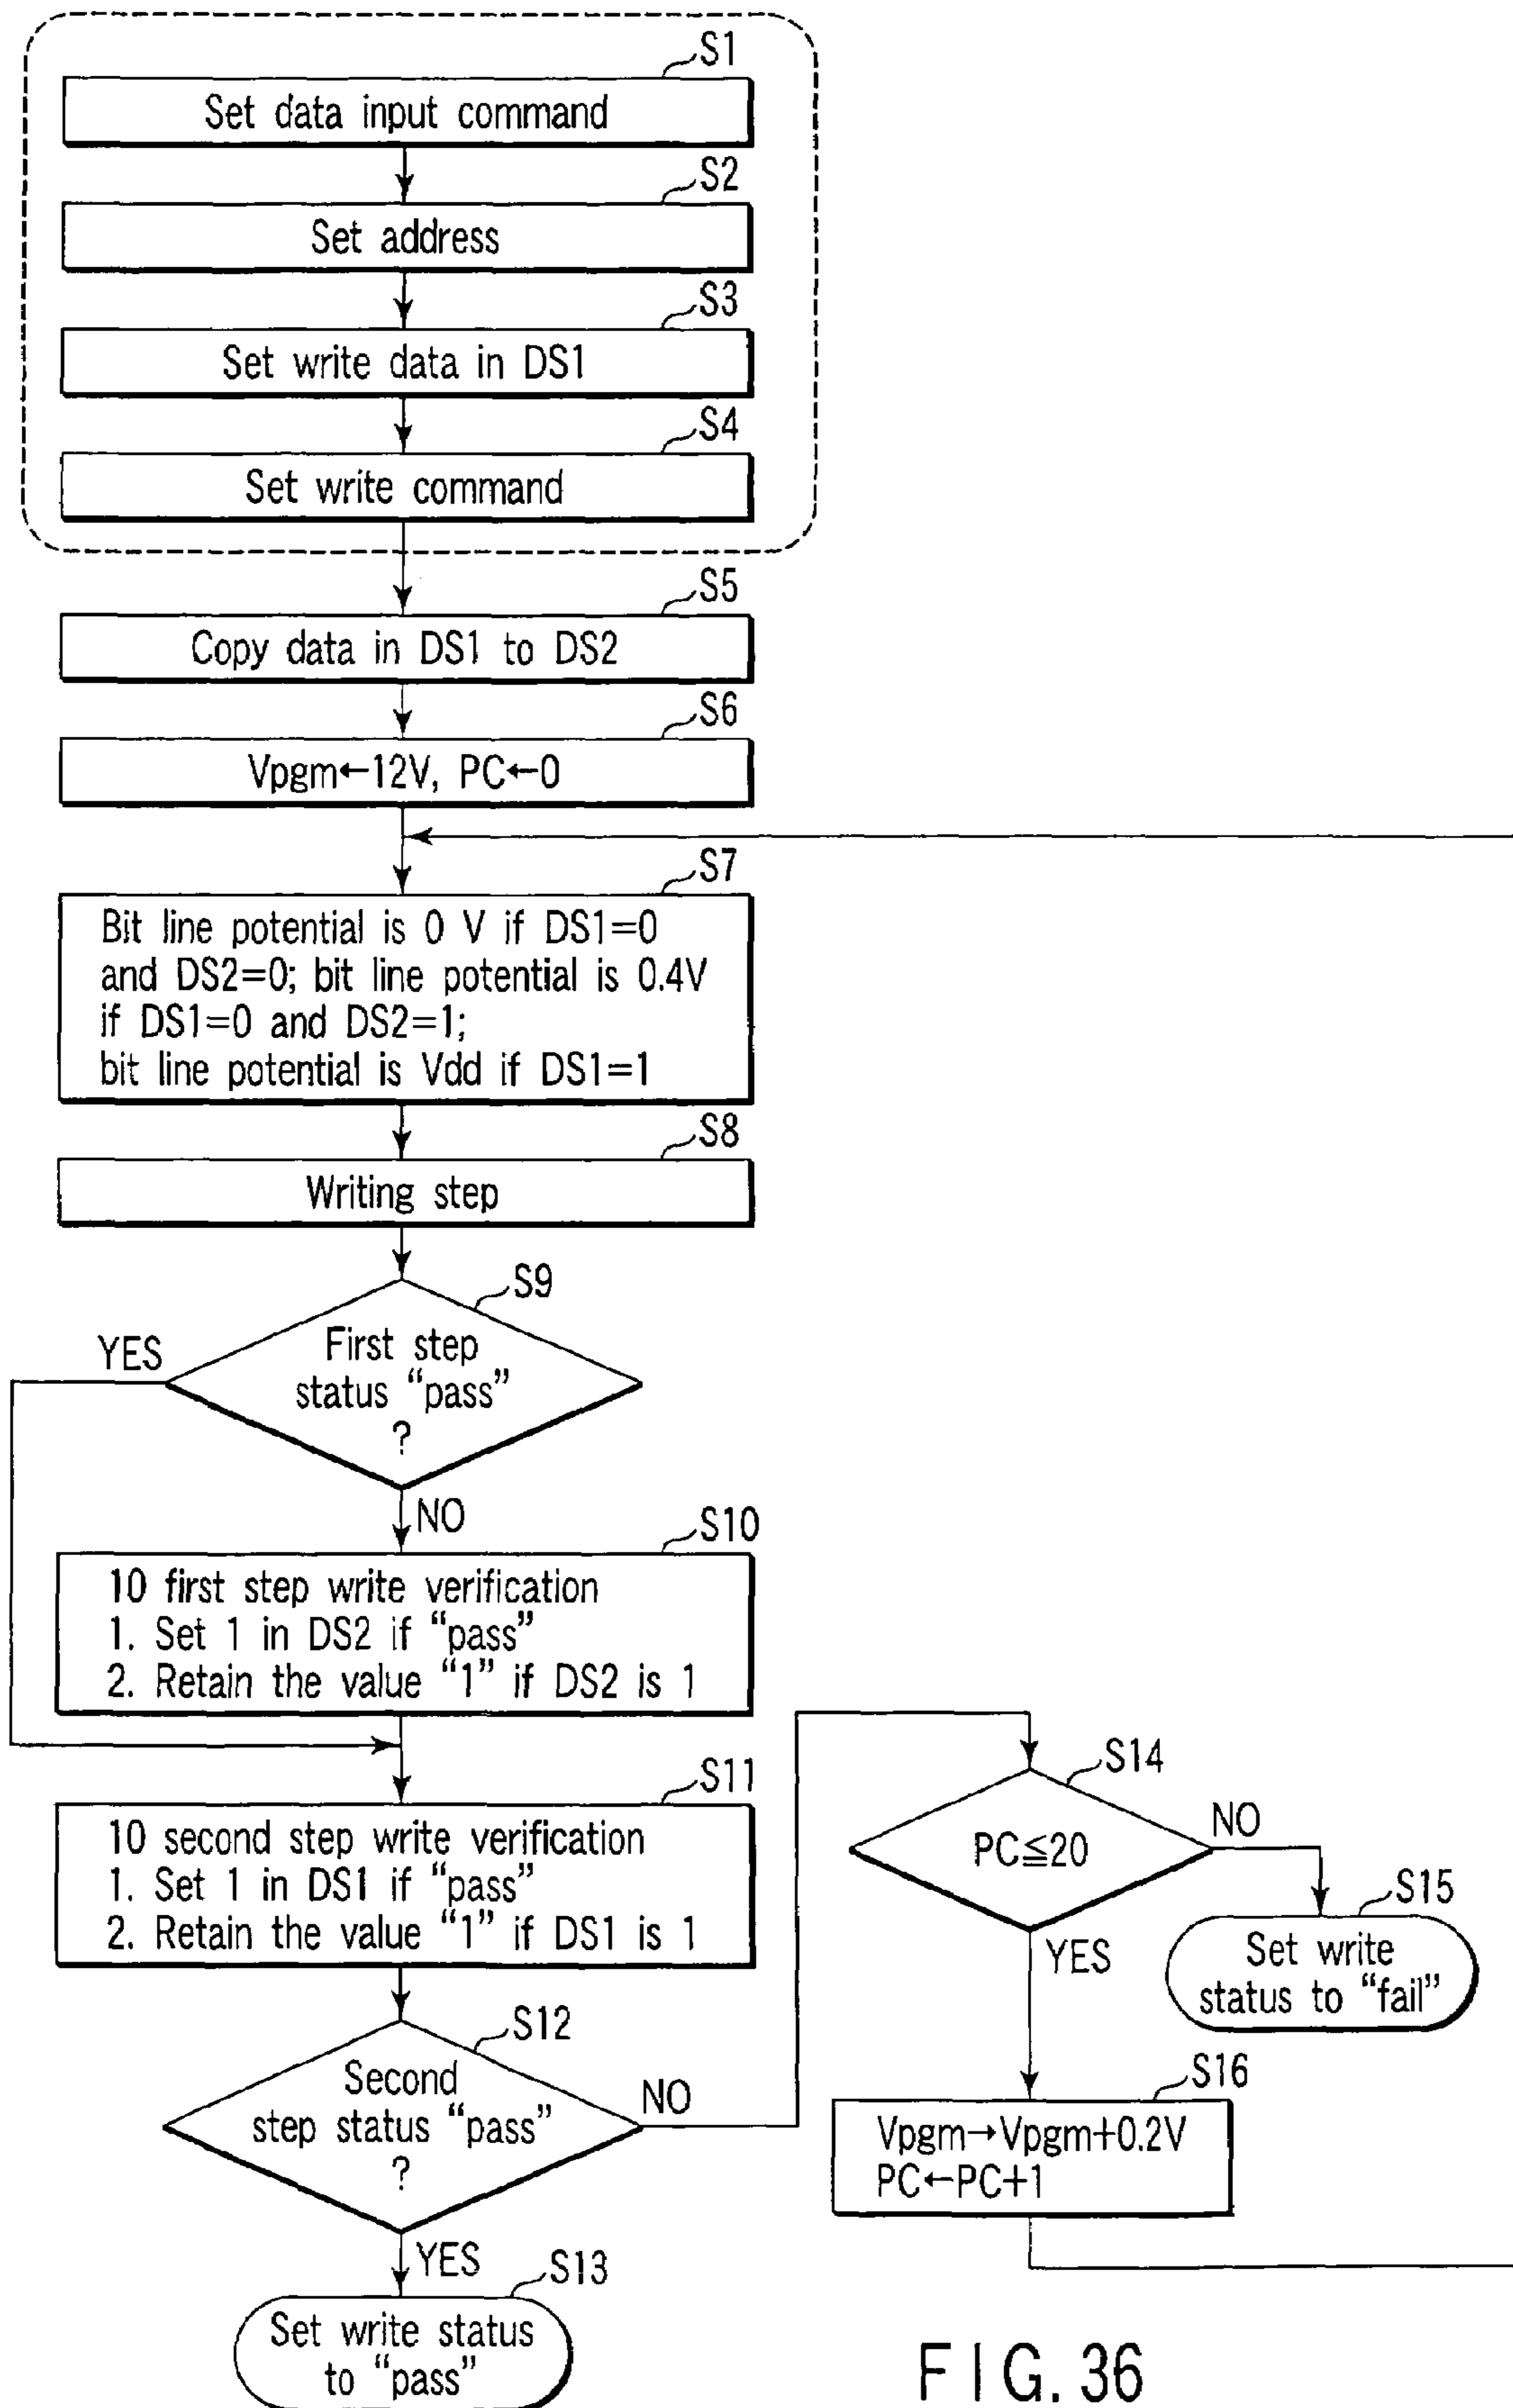 S1
Set data input command
S2
Set address
S3
Set write data in DS1
S4
Set write command
S5
Copy data in DS1 to DS2
S6
Vpgm←12V, PC←0
S7
Bit line potential is 0 V if DS1=0
and DS2=0; bit line potential is 0.4V
if DS1=0 and DS2=1;
bit line potential is Vdd if DS1=1
S8
Writing step
S9
First step
status “pass”
?
YES
NO
S10
10 first step write verification
1. Set 1 in DS2 if “pass”
2. Retain the value “1” if DS2 is 1
S11
10 second step write verification
1. Set 1 in DS1 if “pass”
2. Retain the value “1” if DS1 is 1
S12
Second
step status “pass”
?
NO
YES
S13
Set write status
to “pass”
S14
PC≦20
NO
YES
S15
Set write
status to “fail”
S16
Vpgm→Vpgm+0.2V
PC←PC+1
FIG. 36